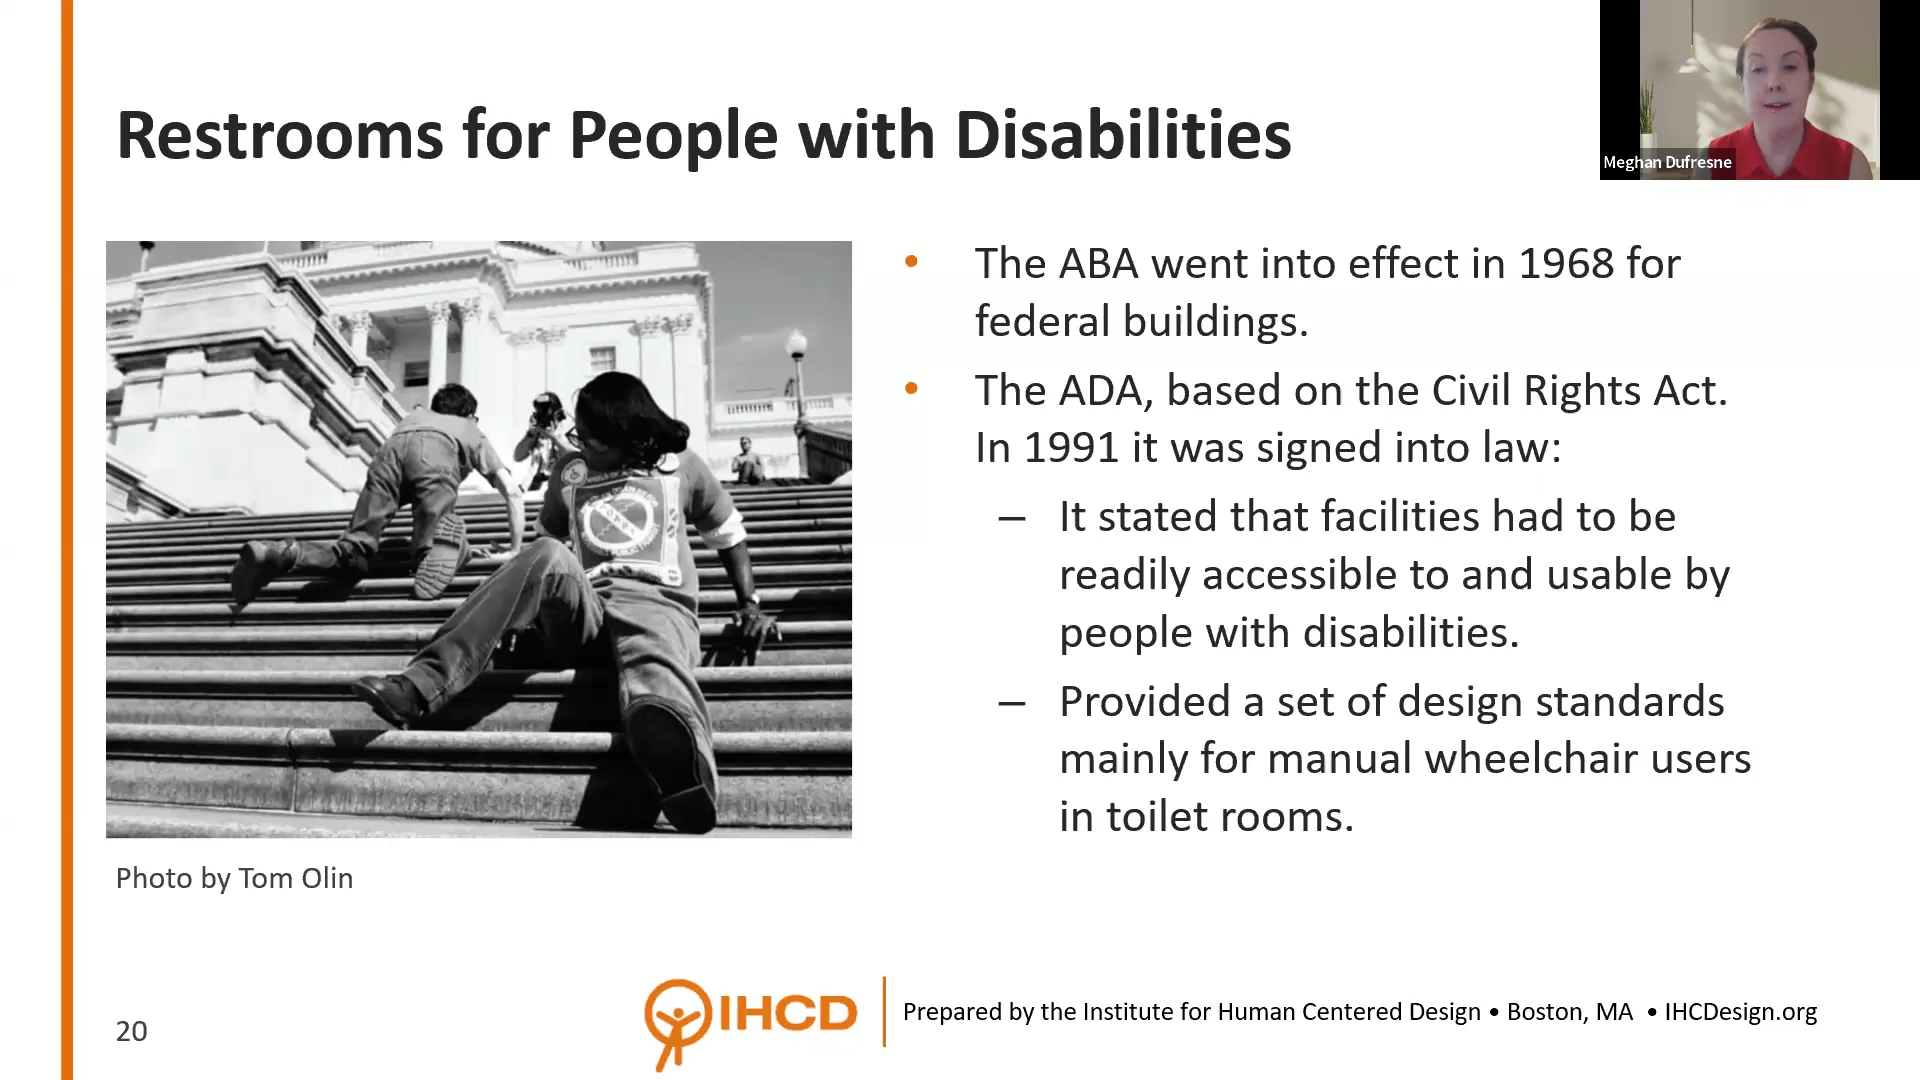 Restrooms for People with Disabilities
Meghan Dufresne
• The ABA went into effect in 1968 for
federal buildings.
• The ADA, based on the Civil Rights Act.
In 1991 it was signed into law:
– It stated that facilities had to be
readily accessible to and usable by
people with disabilities.
– Provided a set of design standards
mainly for manual wheelchair users
in toilet rooms.
Photo by Tom Olin
20
IHCD
Prepared by the Institute for Human Centered Design • Boston, MA • IHCDesign.org